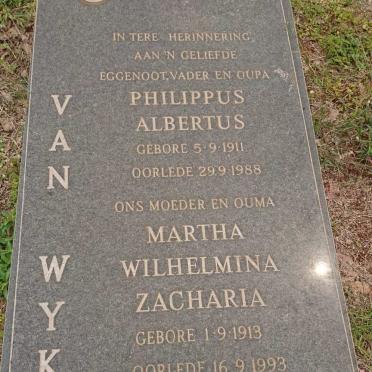 IN TERE HERINNERING
AAN 'N GELIEFDE
EGGENOOT, VADER EN OUPA
PHILIPPUS
ALBERTUS
GEBORE 5·9·1911
OORLEDE 29·9·1988
ONS MOEDER EN OUMA
MARTHA
WILHELMINA
ZACHARIA
GEBORE 1·9·1913
OORLEDE 16·9·1993
VAN
WYK